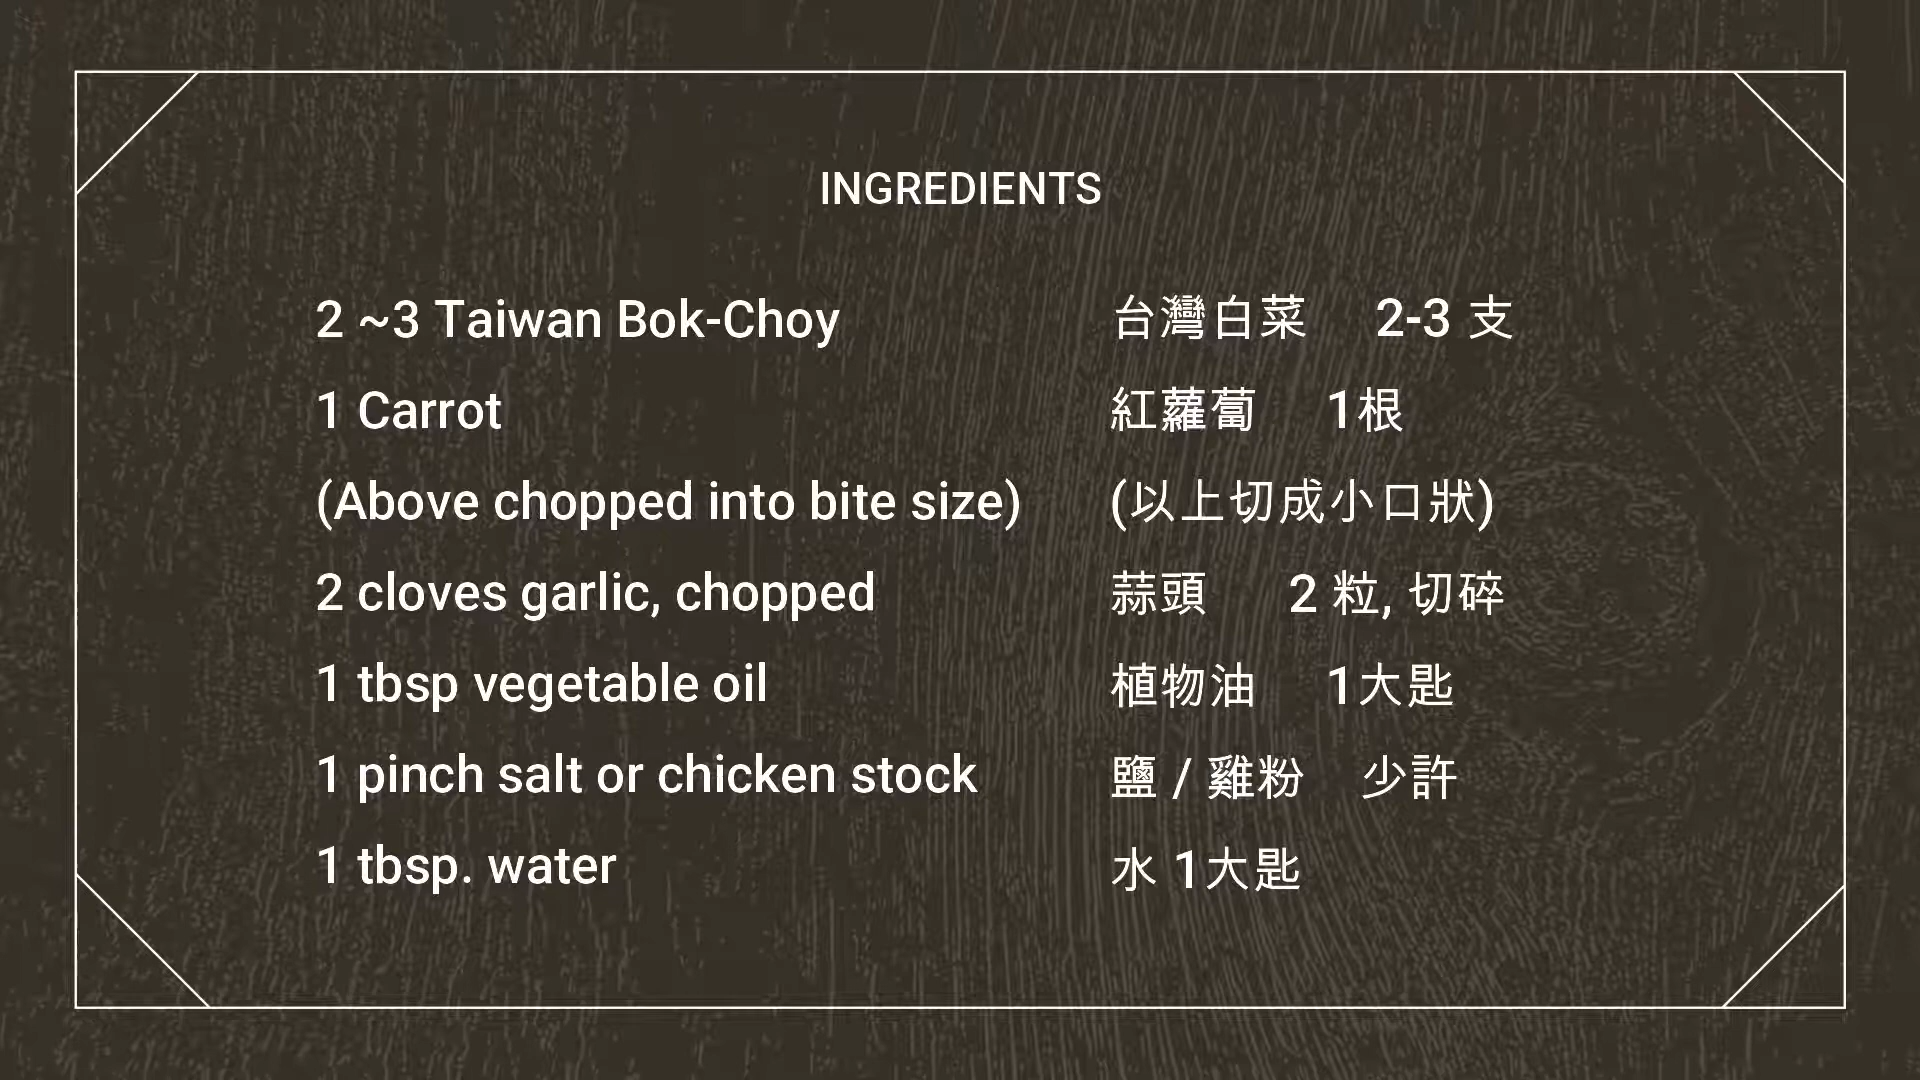 INGREDIENTS
2 ~3 Taiwan Bok-Choy 台灣白菜 2-3 支
1 Carrot 紅蘿蔔 1根
(Above chopped into bite size) (以上切成小口狀)
2 cloves garlic, chopped 蒜頭 2 粒, 切碎
1 tbsp vegetable oil 植物油 1大匙
1 pinch salt or chicken stock 鹽 / 雞粉 少許
1 tbsp. water 水 1大匙